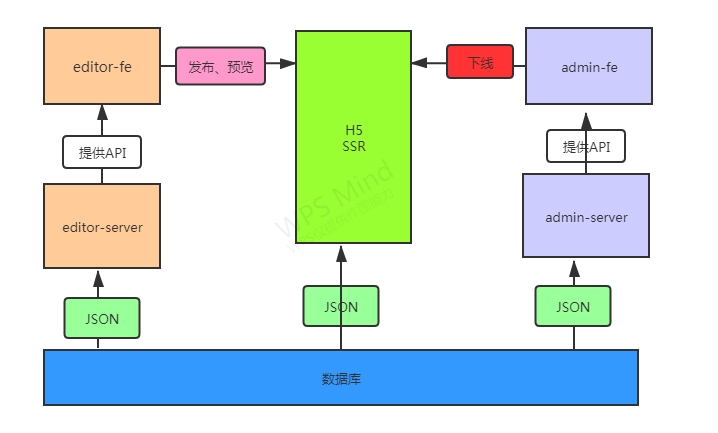 editor-fe
发布、预览
H5
SSR
下线
admin-fe
提供API
提供API
editor-server
admin-server
WPS Mind
JSON
JSON
JSON
数据库